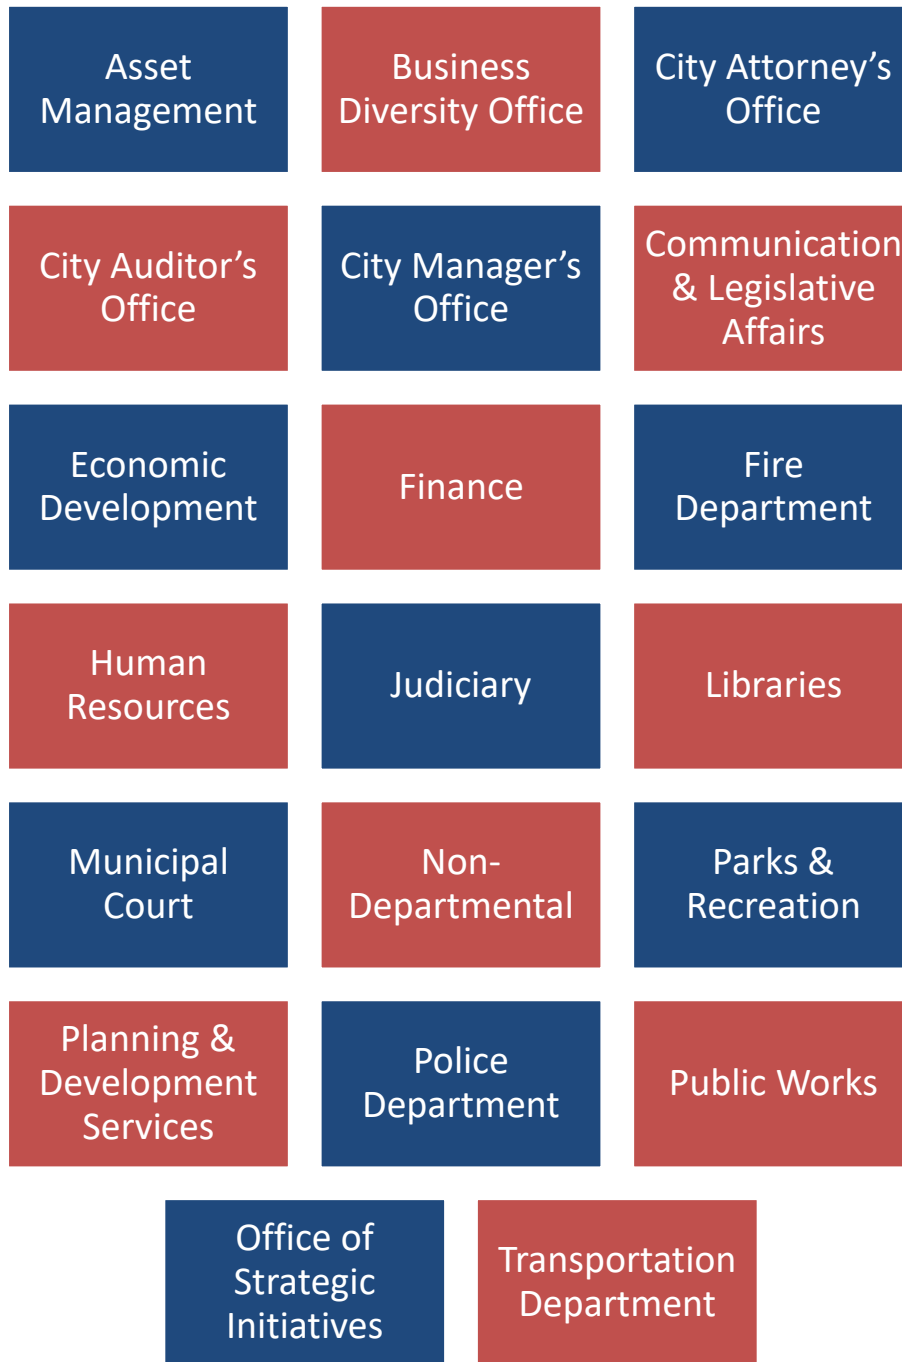 Asset
Management
Business
Diversity Office
City Attorney’s
Office
City Auditor’s
Office
City Manager’s
Office
Communication
& Legislative
Affairs
Economic
Development
Finance
Fire
Department
Human
Resources
Judiciary
Libraries
Municipal
Court
Non-
Departmental
Parks &
Recreation
Planning &
Development
Services
Police
Department
Public Works
Office of
Strategic
Initiatives
Transportation
Department